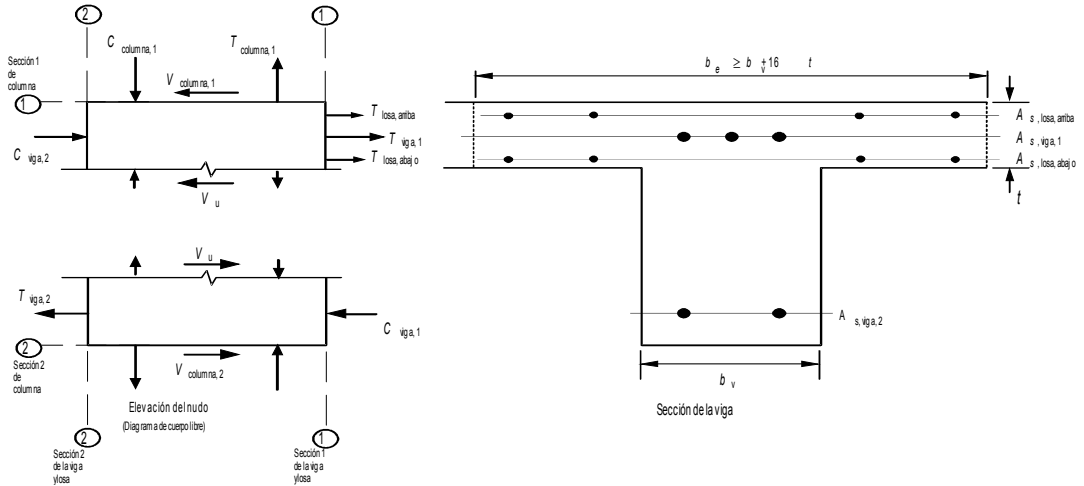 2
1
C columna, 1
T columna, 1
V columna, 1
Sección 1
de
columna
1
T losa, arriba
T viga, 1
T losa, abajo
C viga, 2
V u
V u
T viga, 2
C viga, 1
2
Sección 2
de
columna
V columna, 2
Elevación del nudo
(Diagrama de cuerpo libre)
2
1
Sección 2
de la viga
y losa
Sección 1
de la viga
y losa
b e ≥ b v + 16 t
A s, losa, arriba
A s, viga, 1
A s, losa, abajo
t
A s, viga, 2
b v
Sección de la viga